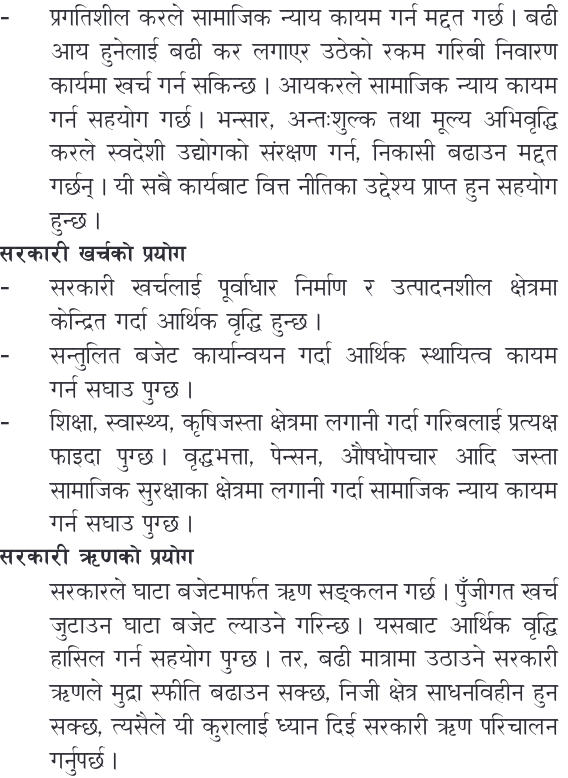 - प्रगतिशील करले सामाजिक न्याय कायम गर्न मद्दत गर्छ । बढी
आय हुनेलाई बढी कर लगाएर उठेको रकम गरिबी निवारण
कार्यमा खर्च गर्न सकिन्छ । आयकरले सामाजिक न्याय कायम
गर्न सहयोग गर्छ । भन्सार, अन्तःशुल्क तथा मूल्य अभिवृद्धि
करले स्वदेशी उद्योगको संरक्षण गर्न, निकासी बढाउन मद्दत
गर्छन् । यी सबै कार्यबाट वित्त नीतिका उद्देश्य प्राप्त हुन सहयोग
हुन्छ ।
सरकारी खर्चको प्रयोग
- सरकारी खर्चलाई पूर्वाधार निर्माण र उत्पादनशील क्षेत्रमा
केन्द्रित गर्दा आर्थिक वृद्धि हुन्छ ।
- सन्तुलित बजेट कार्यान्वयन गर्दा आर्थिक स्थायित्व कायम
गर्न सघाउ पुग्छ ।
- शिक्षा, स्वास्थ्य, कृषिजस्ता क्षेत्रमा लगानी गर्दा गरिबलाई प्रत्यक्ष
फाइदा पुग्छ । वृद्धभत्ता, पेन्सन, औषधोपचार आदि जस्ता
सामाजिक सुरक्षाका क्षेत्रमा लगानी गर्दा सामाजिक न्याय कायम
गर्न सघाउ पुग्छ ।
सरकारी ऋणको प्रयोग
सरकारले घाटा बजेटमार्फत ऋण सङ्कलन गर्छ । पुँजीगत खर्च
जुटाउन घाटा बजेट ल्याउने गरिन्छ । यसबाट आर्थिक वृद्धि
हासिल गर्न सहयोग पुग्छ । तर, बढी मात्रामा उठाउने सरकारी
ऋणले मुद्रा स्फीति बढाउन सक्छ, निजी क्षेत्र साधनविहीन हुन
सक्छ, त्यसैले यी कुरालाई ध्यान दिई सरकारी ऋण परिचालन
गर्नुपर्छ ।